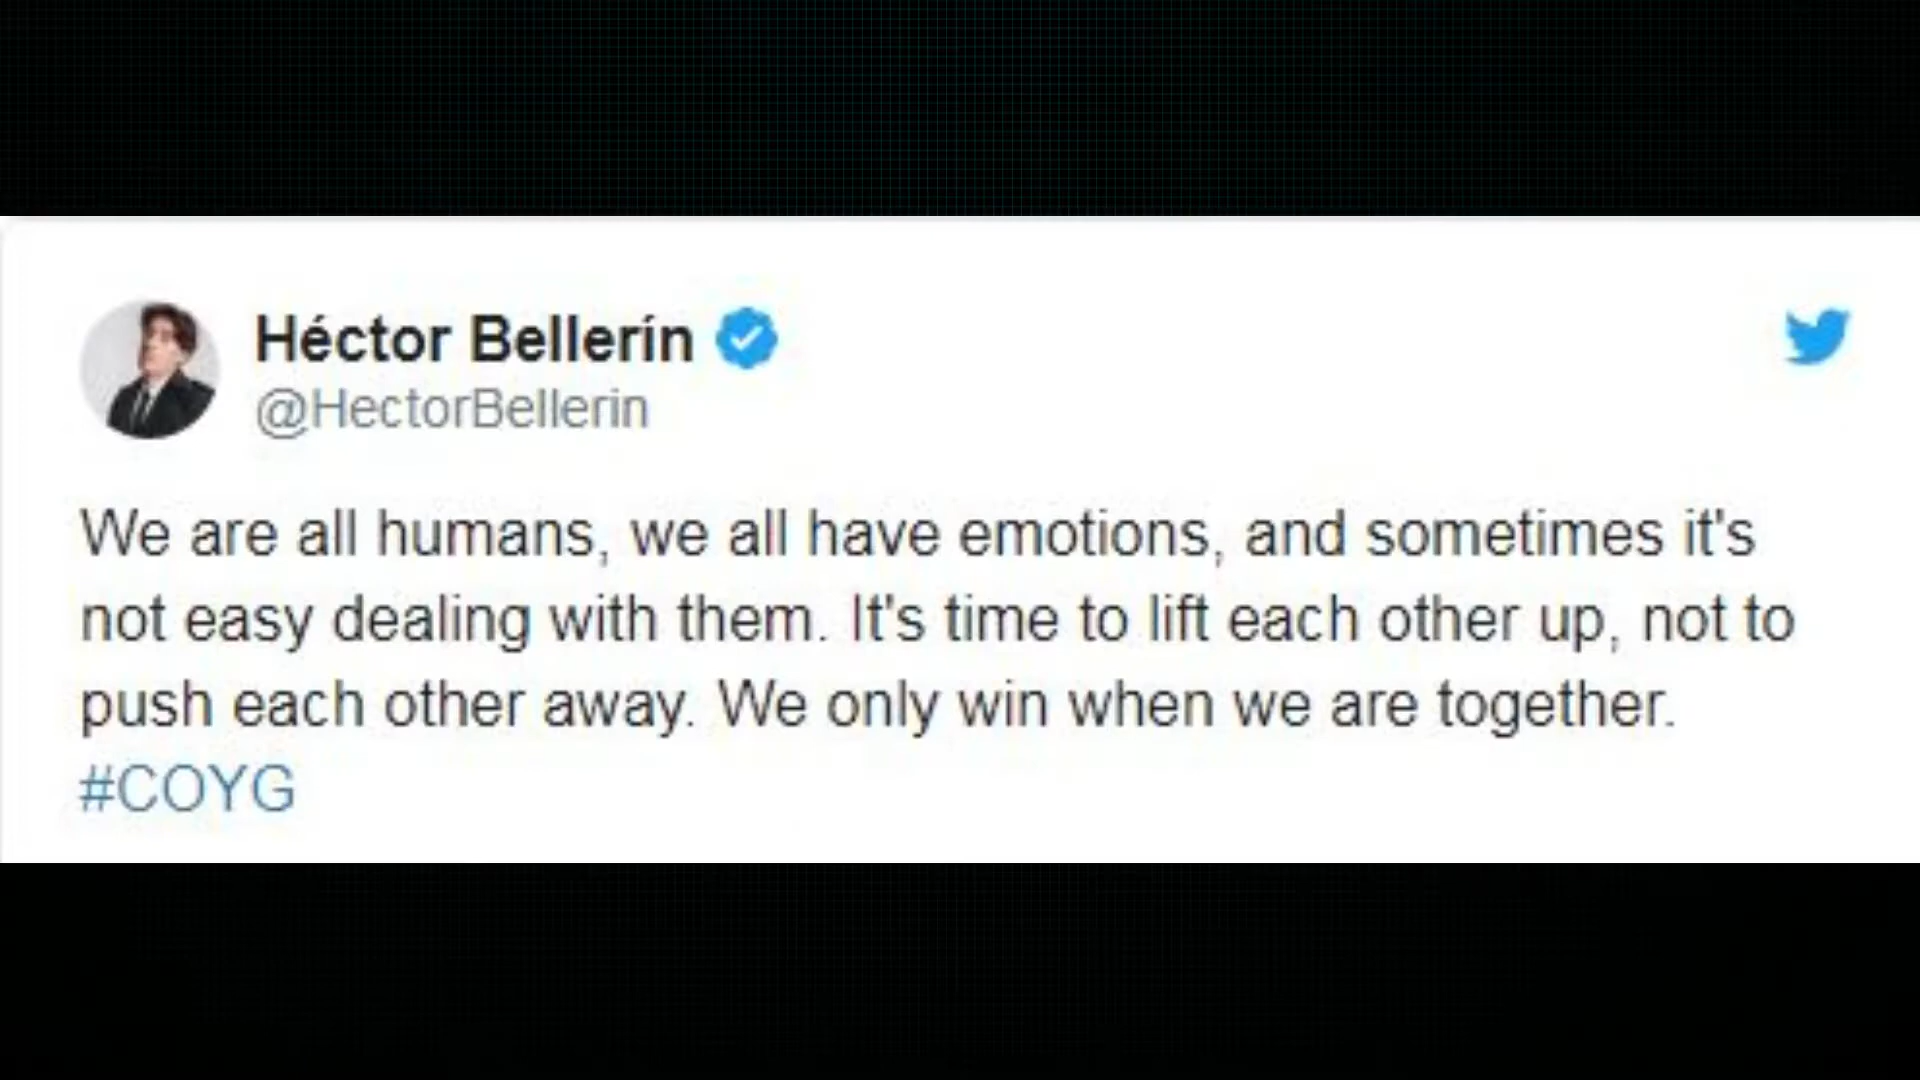 Héctor Bellerín
@HectorBellerin
We are all humans, we all have emotions, and sometimes it's
not easy dealing with them. It's time to lift each other up, not to
push each other away. We only win when we are together.
#COYG